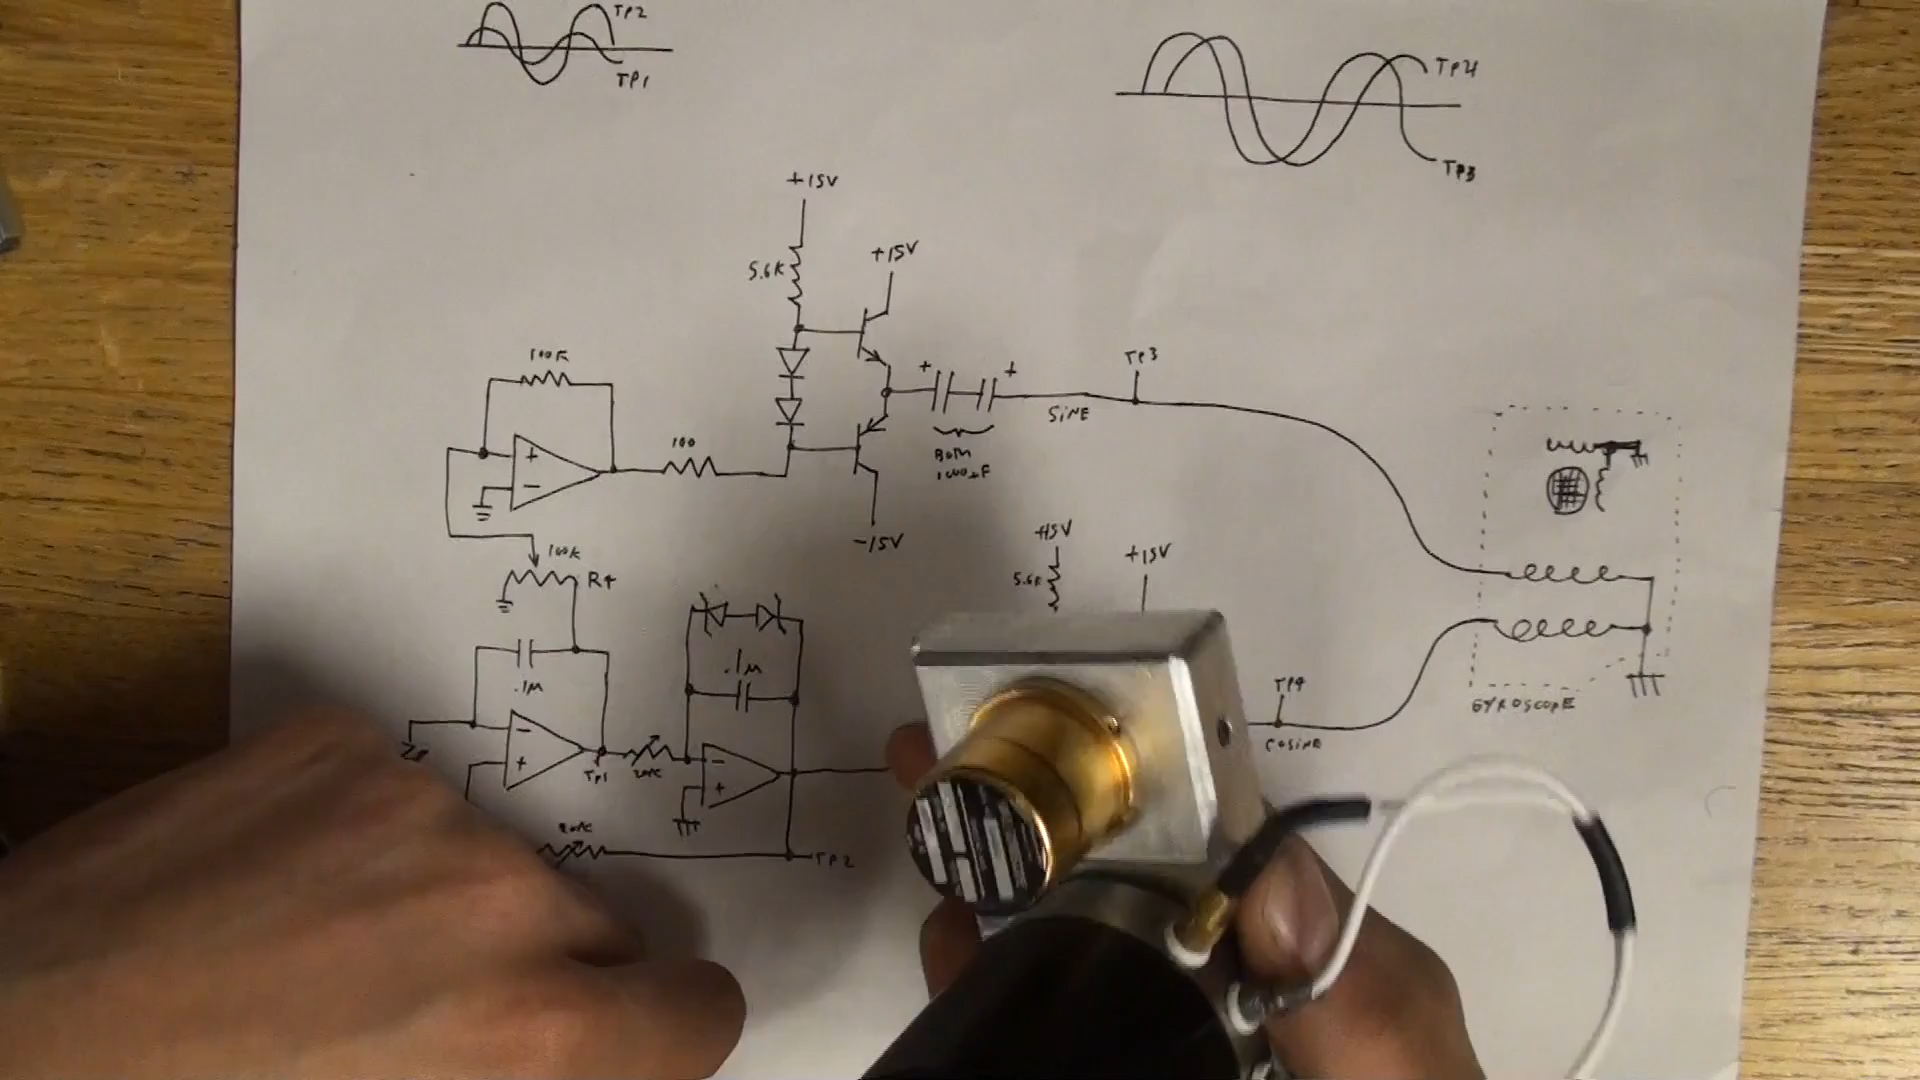 TP2
TP1
TP4
TP3
+15V
5.6K
+15V
TP3
100K
+
+
SiNE
+
-
100
BOTH
-15V
+15V
+15V
5.6K
100K
R4
.1M
.1M
TP4
COSiNE
GYROSCOPE
-
+
TP1
20K
-
+
TP2